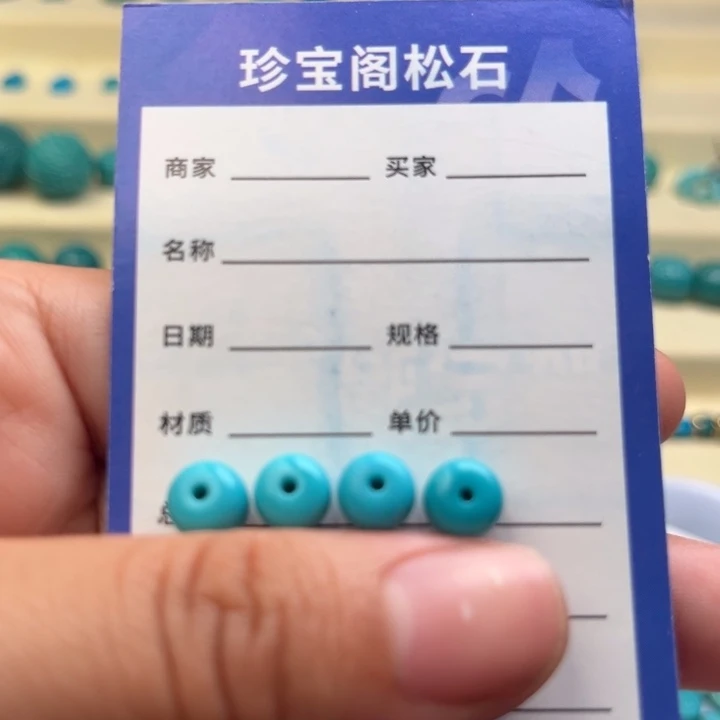 珍宝阁松石
商家 买家
名称
日期 规格
材质 单价